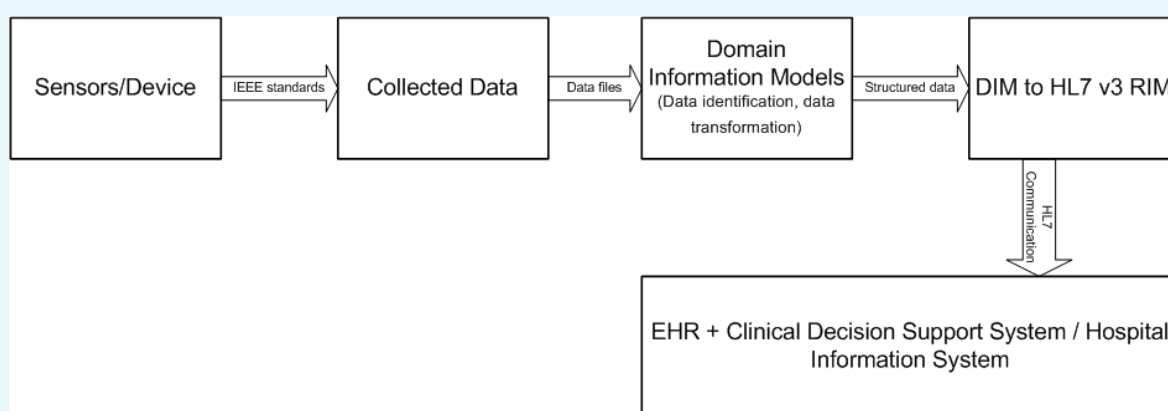 Sensors/Device
IEEE standards
Collected Data
Data files
Domain
Information Models
(Data identification, data
transformation)
Structured data
DIM to HL7 v3 RIM
HL7
Communication
EHR + Clinical Decision Support System / Hospital
Information System